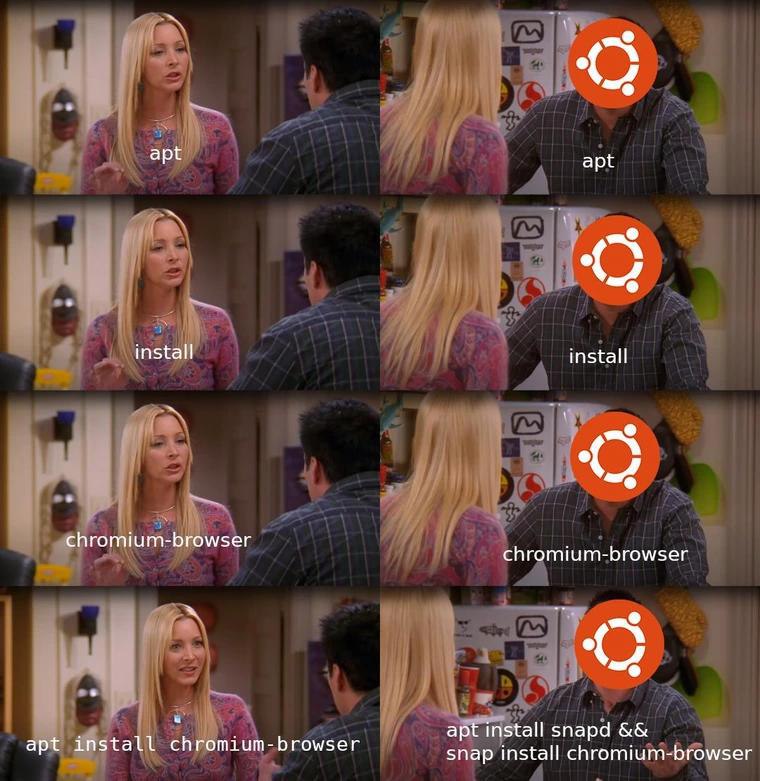 apt
apt
install
install
chromium-browser
chromium-browser
apt install chromium-browser
apt install snapd &&
snap install chromium-browser